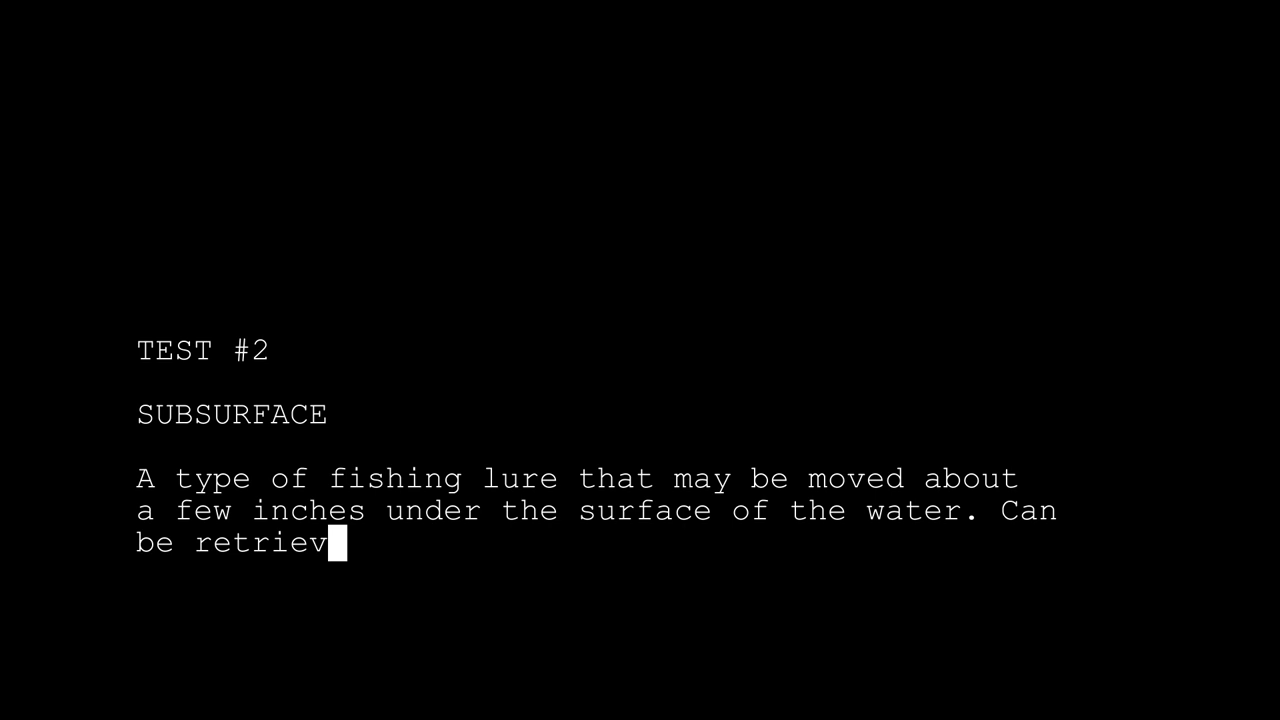 TEST #2
SUBSURFACE
A type of fishing lure that may be moved about
a few inches under the surface of the water. Can
be retriev